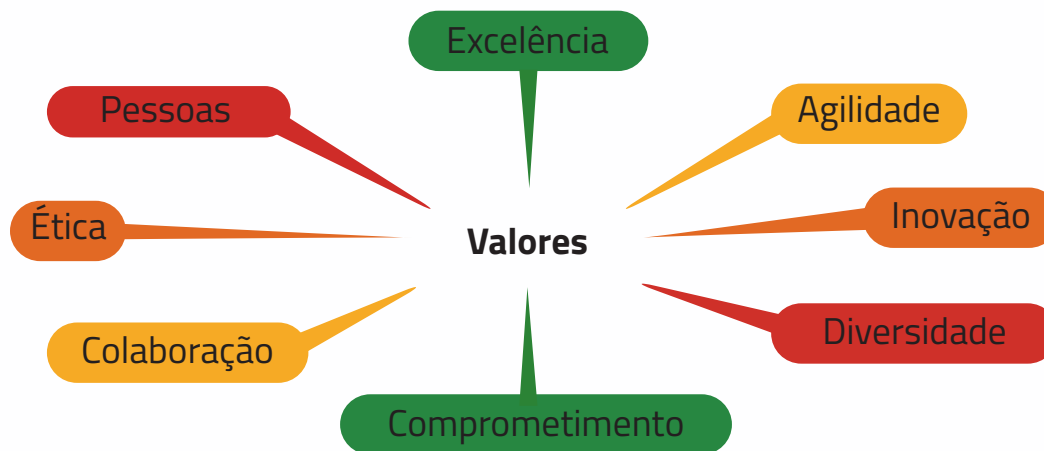 Excelência
Pessoas
Agilidade
Ética
Inovação
Valores
Colaboração
Diversidade
Comprometimento